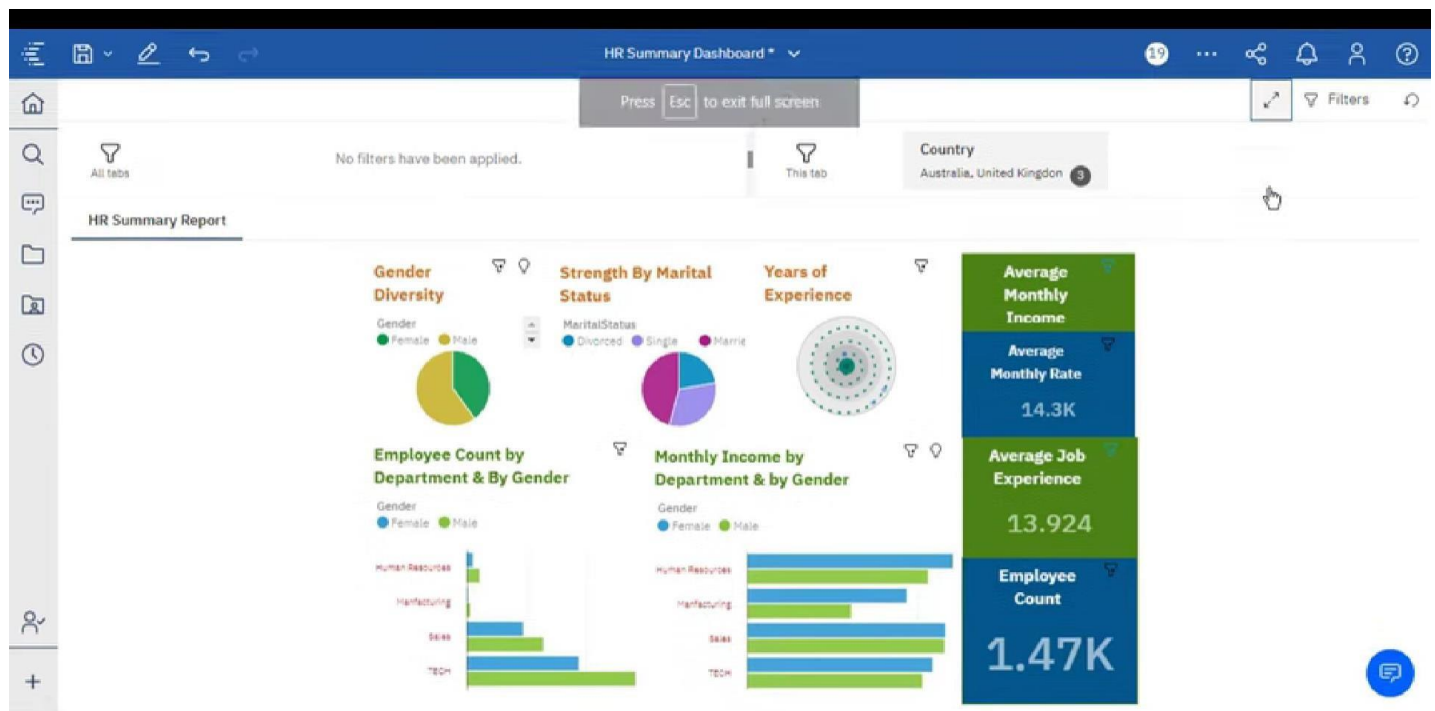 HR Summary Dashboard *
19
Press Esc to exit full screen
Filters
All tabs
No filters have been applied.
This tab
Country
Australia, United Kingdon
3
HR Summary Report
Gender
Diversity
Gender
Female Male
Strength By Marital
Status
MaritalStatus
Divorced Single Marrie
Years of
Experience
Average
Monthly
Income
Average
Monthly Rate
14.3K
Employee Count by
Department & By Gender
Gender
Female Male
Human Resources
Manfacturing
Sales
TECH
Monthly Income by
Department & by Gender
Gender
Female Male
Human Resources
Manfacturing
Sales
TECH
Average Job
Experience
13.924
Employee
Count
1.47K